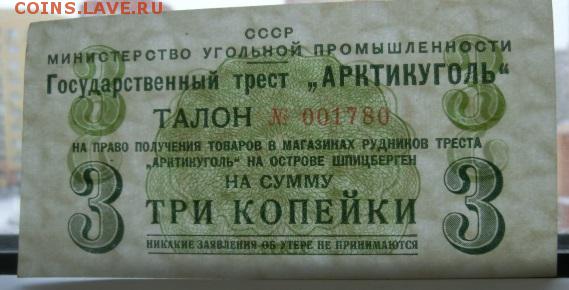 COINS.LAVE.RU
СССР
МИНИСТЕРСТВО УГОЛЬНОЙ ПРОМЫШЛЕННОСТИ
Государственный трест „АРКТИКУГОЛЬ“
3 3
ТАЛОН № 001780
НА ПРАВО ПОЛУЧЕНИЯ ТОВАРОВ В МАГАЗИНАХ РУДНИКОВ ТРЕСТА
„АРКТИКУГОЛЬ“ НА ОСТРОВЕ ШПИЦБЕРГЕН
НА СУММУ
3 ТРИ КОПЕЙКИ 3
НИКАКИЕ ЗАЯВЛЕНИЯ ОБ УТЕРЕ НЕ ПРИНИМАЮТСЯ